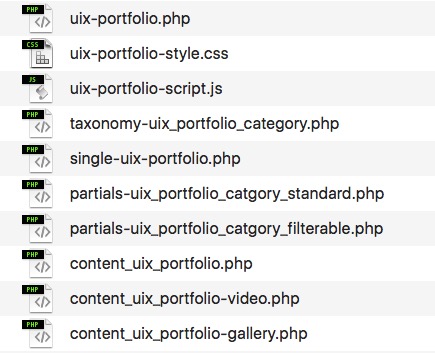 PHP uix-portfolio.php
CSS uix-portfolio-style.css
JS uix-portfolio-script.js
PHP taxonomy-uix_portfolio_category.php
PHP single-uix-portfolio.php
PHP partials-uix_portfolio_catgory_standard.php
PHP partials-uix_portfolio_catgory_filterable.php
PHP content_uix_portfolio.php
PHP content_uix_portfolio-video.php
PHP content_uix_portfolio-gallery.php